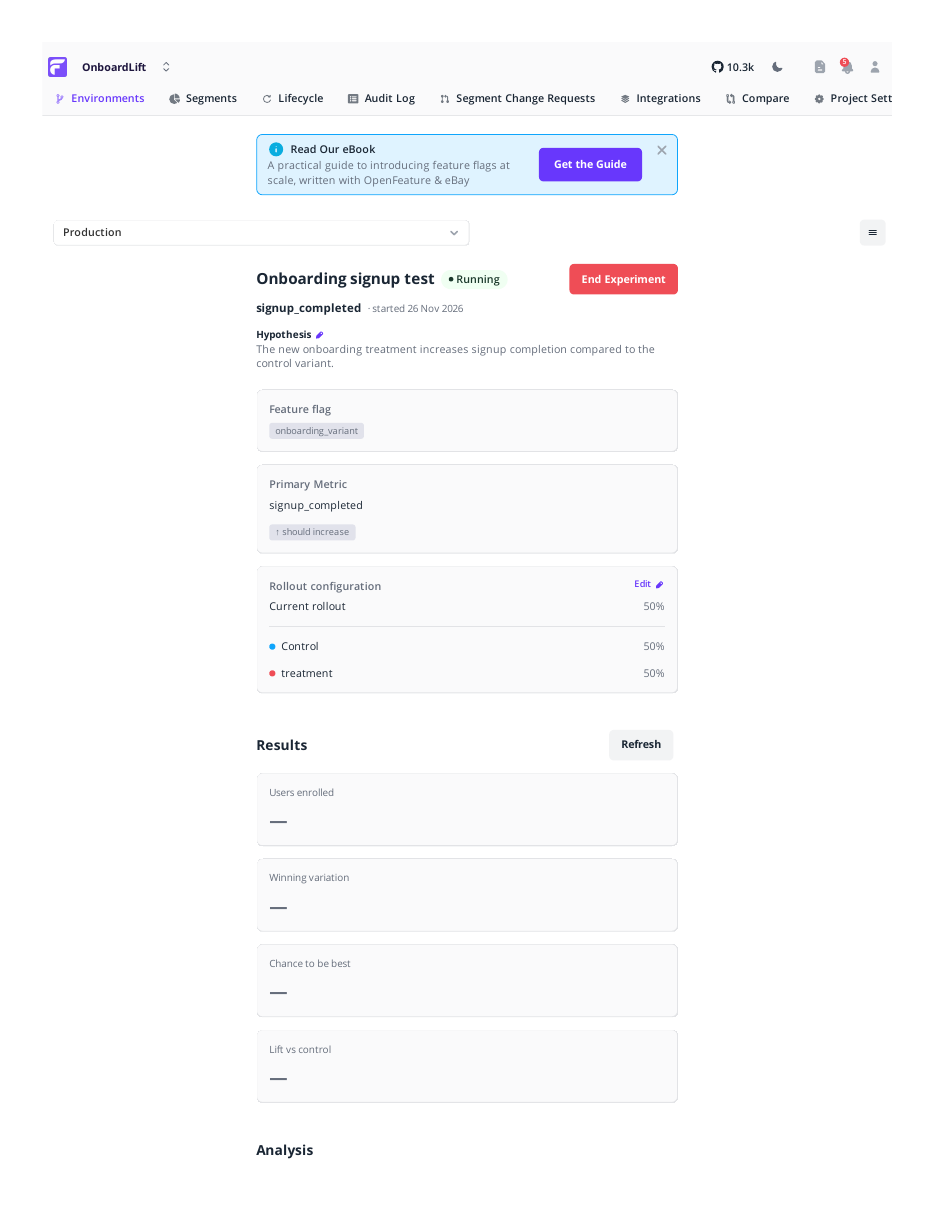 OnboardLift
10.3k
5
Environments
Segments
Lifecycle
Audit Log
Segment Change Requests
Integrations
Compare
Project Sett
Read Our eBook
A practical guide to introducing feature flags at
scale, written with OpenFeature & eBay
Get the Guide
Production
Onboarding signup test
Running
End Experiment
signup_completed · started 26 Nov 2026
Hypothesis
The new onboarding treatment increases signup completion compared to the
control variant.
Feature flag
onboarding_variant
Primary Metric
signup_completed
↑ should increase
Rollout configuration
Edit
Current rollout 50%
Control 50%
treatment 50%
Results
Refresh
Users enrolled
—
Winning variation
—
Chance to be best
—
Lift vs control
—
Analysis